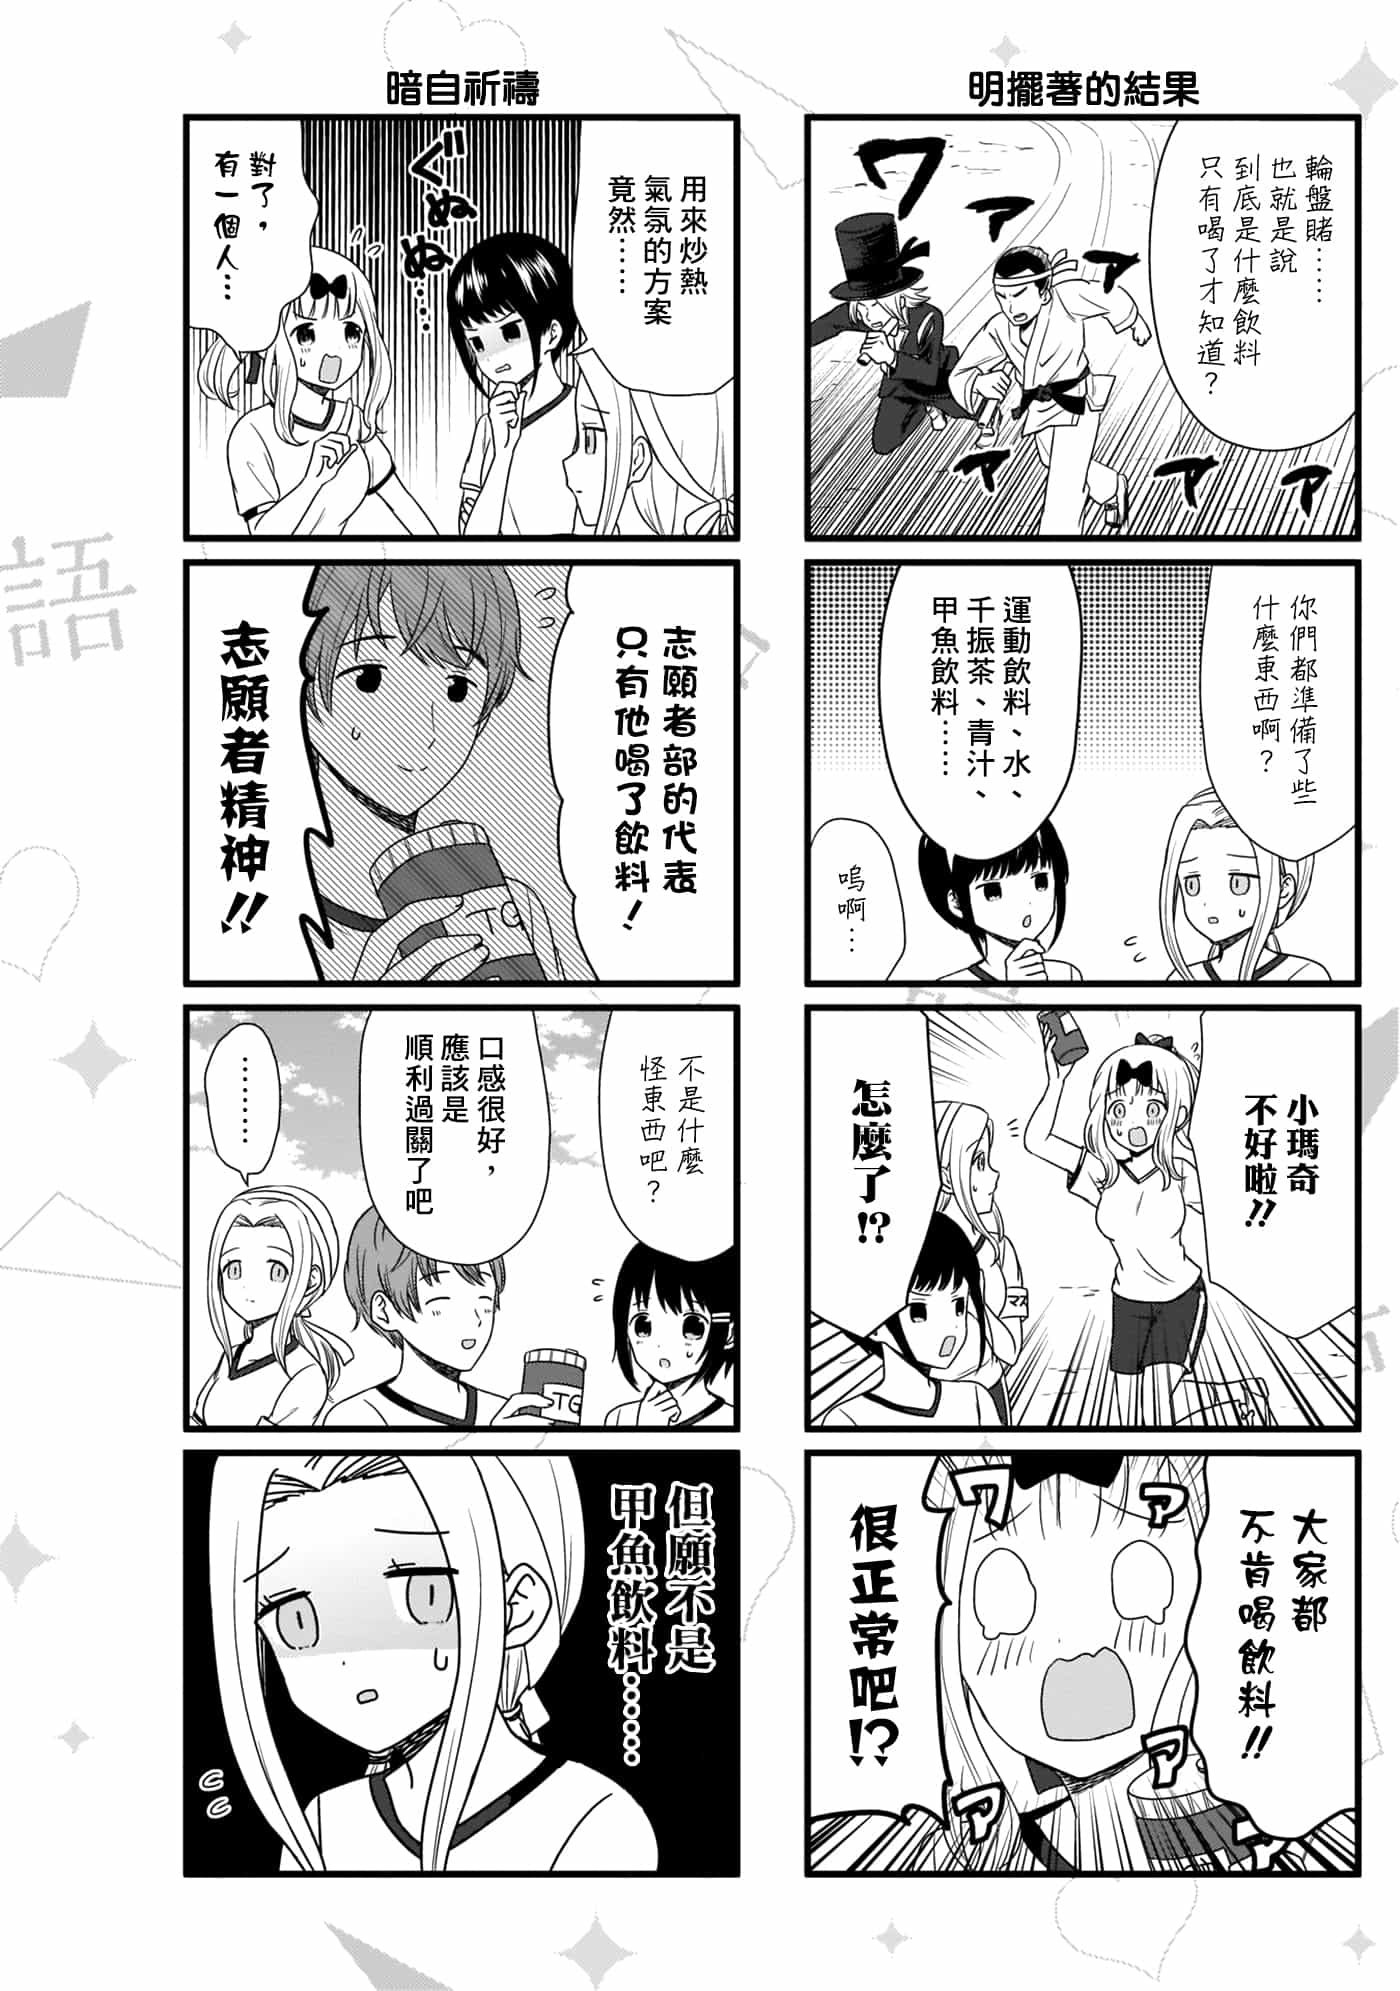 明擺著的結果
輪盤賭……
也就是說
到底是什麼飲料
只有喝了才知道？
ワァァァァァ
你們都準備了些
什麼東西啊？
運動飲料、水、
千振茶、青汁、
甲魚飲料……
嗚啊…
小瑪奇
不好啦!!
怎麼了!?
マス
大家都
不肯喝飲料!!
很正常吧!?
ワァァァァ
暗自祈禱
用來炒熱
氣氛的方案
竟然……
ぐぬぬ……
對了，
有一個人…
志願者部的代表
只有他喝了飲料！
志願者精神!!
TG
不是什麼
怪東西吧？
口感很好，
應該是
順利過關了吧
………
TG
但願不是
甲魚飲料……
語